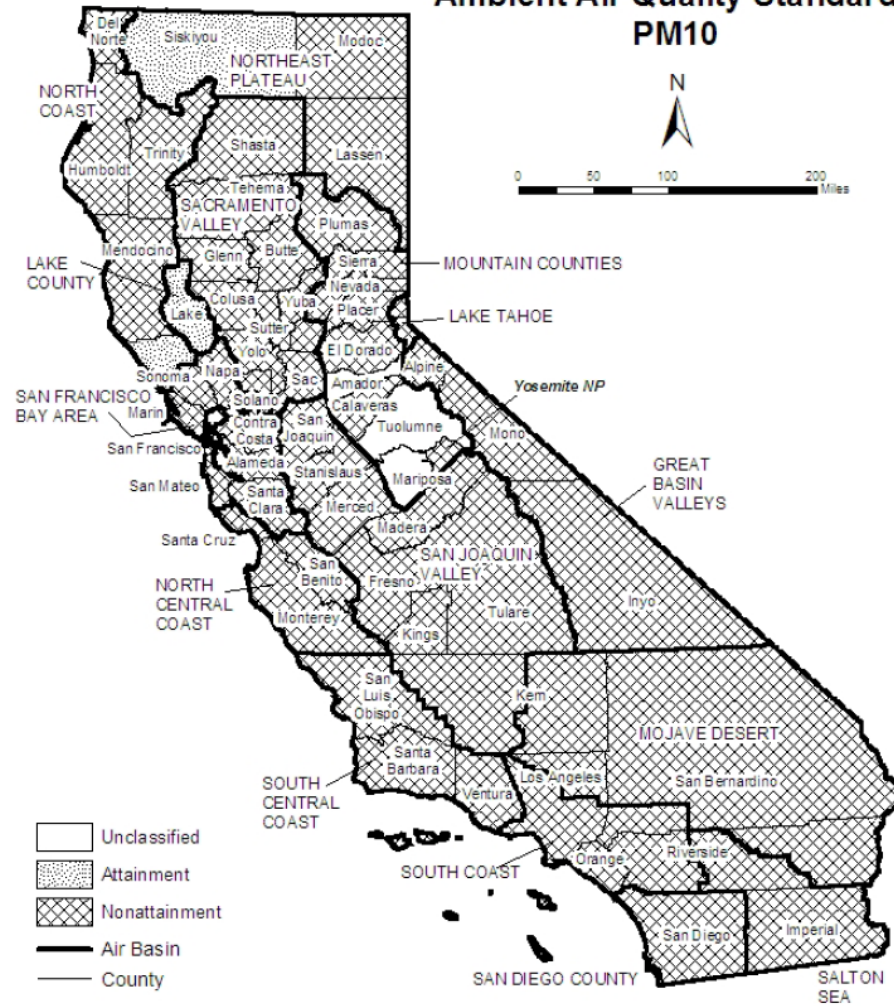 Ambient Air Quality Standard
PM10
N
0 50 100 200
Miles
Del
Norte
Siskiyou
Modoc
NORTHEAST
PLATEAU
NORTH
COAST
Humboldt
Trinity
Shasta
Lassen
Tehema
SACRAMENTO
VALLEY
Plumas
Mendocino
Glenn
Butte
Sierra
MOUNTAIN COUNTIES
LAKE
COUNTY
Nevada
Colusa
Yuba
Placer
Lake
Sutter
LAKE TAHOE
Yolo
El Dorado
Alpine
Sonoma
Napa
Sac
Amador
Yosemite NP
SAN FRANCISCO
BAY AREA
Marin
Solano
Calaveras
Contra
Costa
San
Joaquin
Tuolumne
Mono
San Francisco
Alameda
Stanislaus
Mariposa
GREAT
BASIN
VALLEYS
San Mateo
Santa
Clara
Merced
Madera
Santa Cruz
SAN JOAQUIN
VALLEY
San
Benito
Fresno
NORTH
CENTRAL
COAST
Monterey
Tulare
Inyo
Kings
San
Luis
Obispo
Kern
MOJAVE DESERT
Santa
Barbara
Los Angeles
San Bernardino
SOUTH
CENTRAL
COAST
Ventura
Orange
Riverside
SOUTH COAST
San Diego
Imperial
SAN DIEGO COUNTY
SALTON
SEA
Unclassified
Attainment
Nonattainment
Air Basin
County